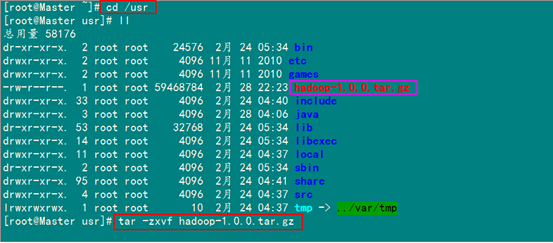 [root@Master ~]# cd /usr
[root@Master usr]# ll
总用量 58176
dr-xr-xr-x.  2 root root    24576  2月 24 05:34 bin
drwxr-xr-x.  2 root root     4096 11月 11 2010 etc
drwxr-xr-x.  2 root root     4096 11月 11 2010 games
-rw-r--r--.  1 root root 59468784  2月 28 22:23 hadoop-1.0.0.tar.gz
drwxr-xr-x. 33 root root     4096  2月 24 04:40 include
drwxr-xr-x.  3 root root     4096  2月 28 04:06 java
dr-xr-xr-x. 53 root root    32768  2月 24 05:34 lib
drwxr-xr-x. 14 root root     4096  2月 24 04:37 libexec
drwxr-xr-x. 11 root root     4096  2月 24 04:37 local
dr-xr-xr-x.  2 root root     4096  2月 24 05:34 sbin
drwxr-xr-x. 95 root root     4096  2月 24 04:41 share
drwxr-xr-x.  4 root root     4096  2月 24 04:37 src
lrwxrwxrwx.  1 root root       10  2月 24 04:37 tmp -> ../var/tmp
[root@Master usr]# tar -zxvf hadoop-1.0.0.tar.gz